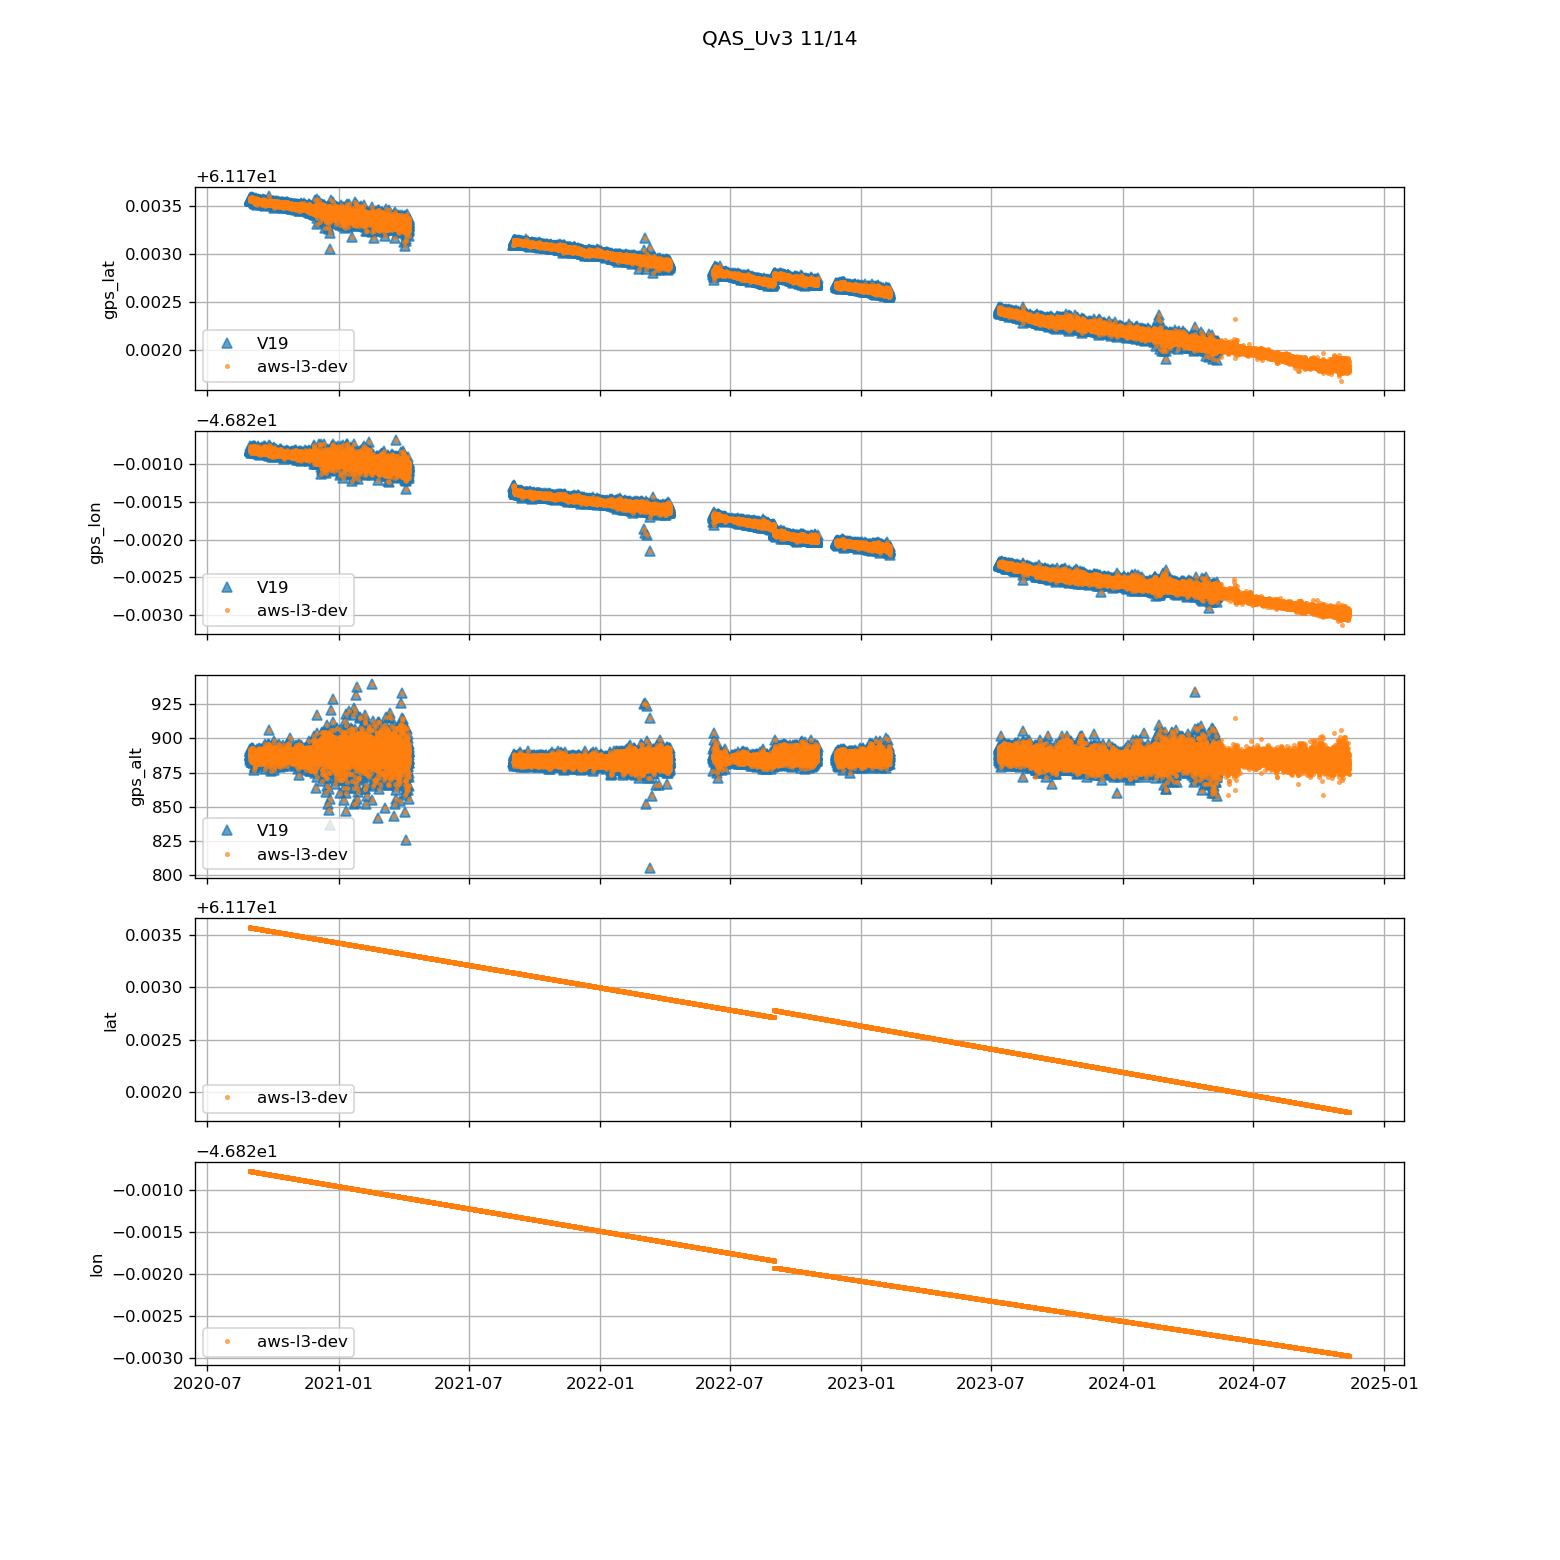 QAS_Uv3 11/14
+6.117e1
0.0035
0.0030
0.0025
0.0020
gps_lat
V19
aws-l3-dev
−4.682e1
−0.0010
−0.0015
−0.0020
−0.0025
−0.0030
gps_lon
V19
aws-l3-dev
925
900
875
850
825
800
gps_alt
V19
aws-l3-dev
+6.117e1
0.0035
0.0030
0.0025
0.0020
lat
aws-l3-dev
−4.682e1
−0.0010
−0.0015
−0.0020
−0.0025
−0.0030
lon
aws-l3-dev
2020-07 2021-01 2021-07 2022-01 2022-07 2023-01 2023-07 2024-01 2024-07 2025-01